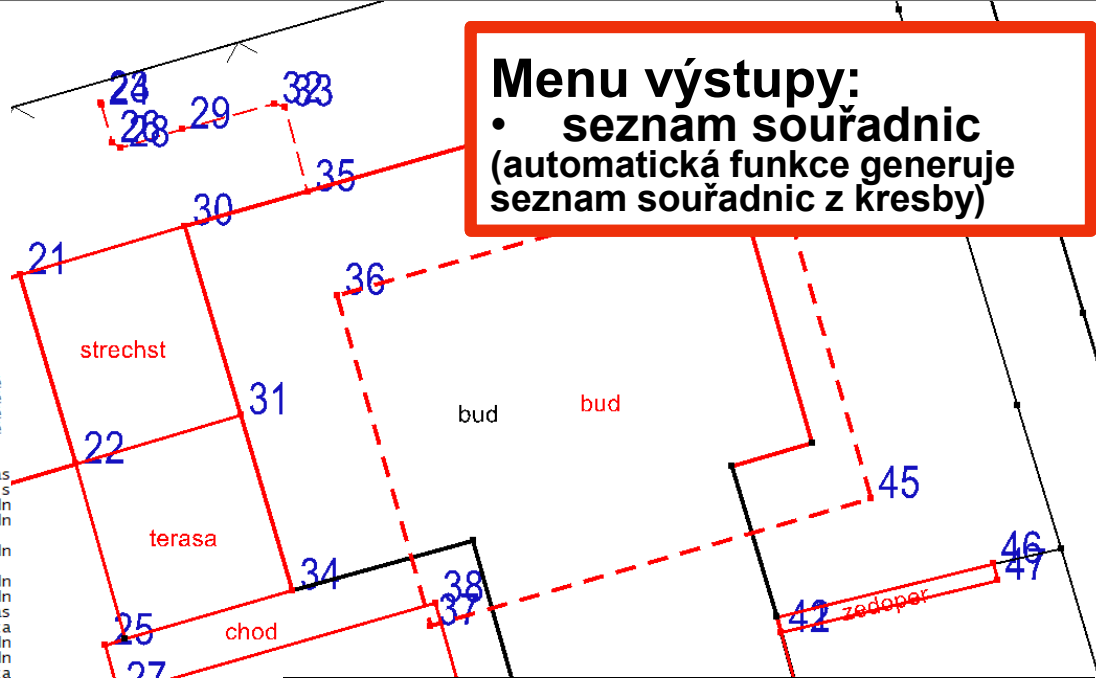 Menu výstupy:
• seznam souřadnic
(automatická funkce generuje
seznam souřadnic z kresby)
29
35
30
21
36
strechst
31
bud
bud
22
45
terasa
34
46
47
38
37
zedoper
25
chod
27